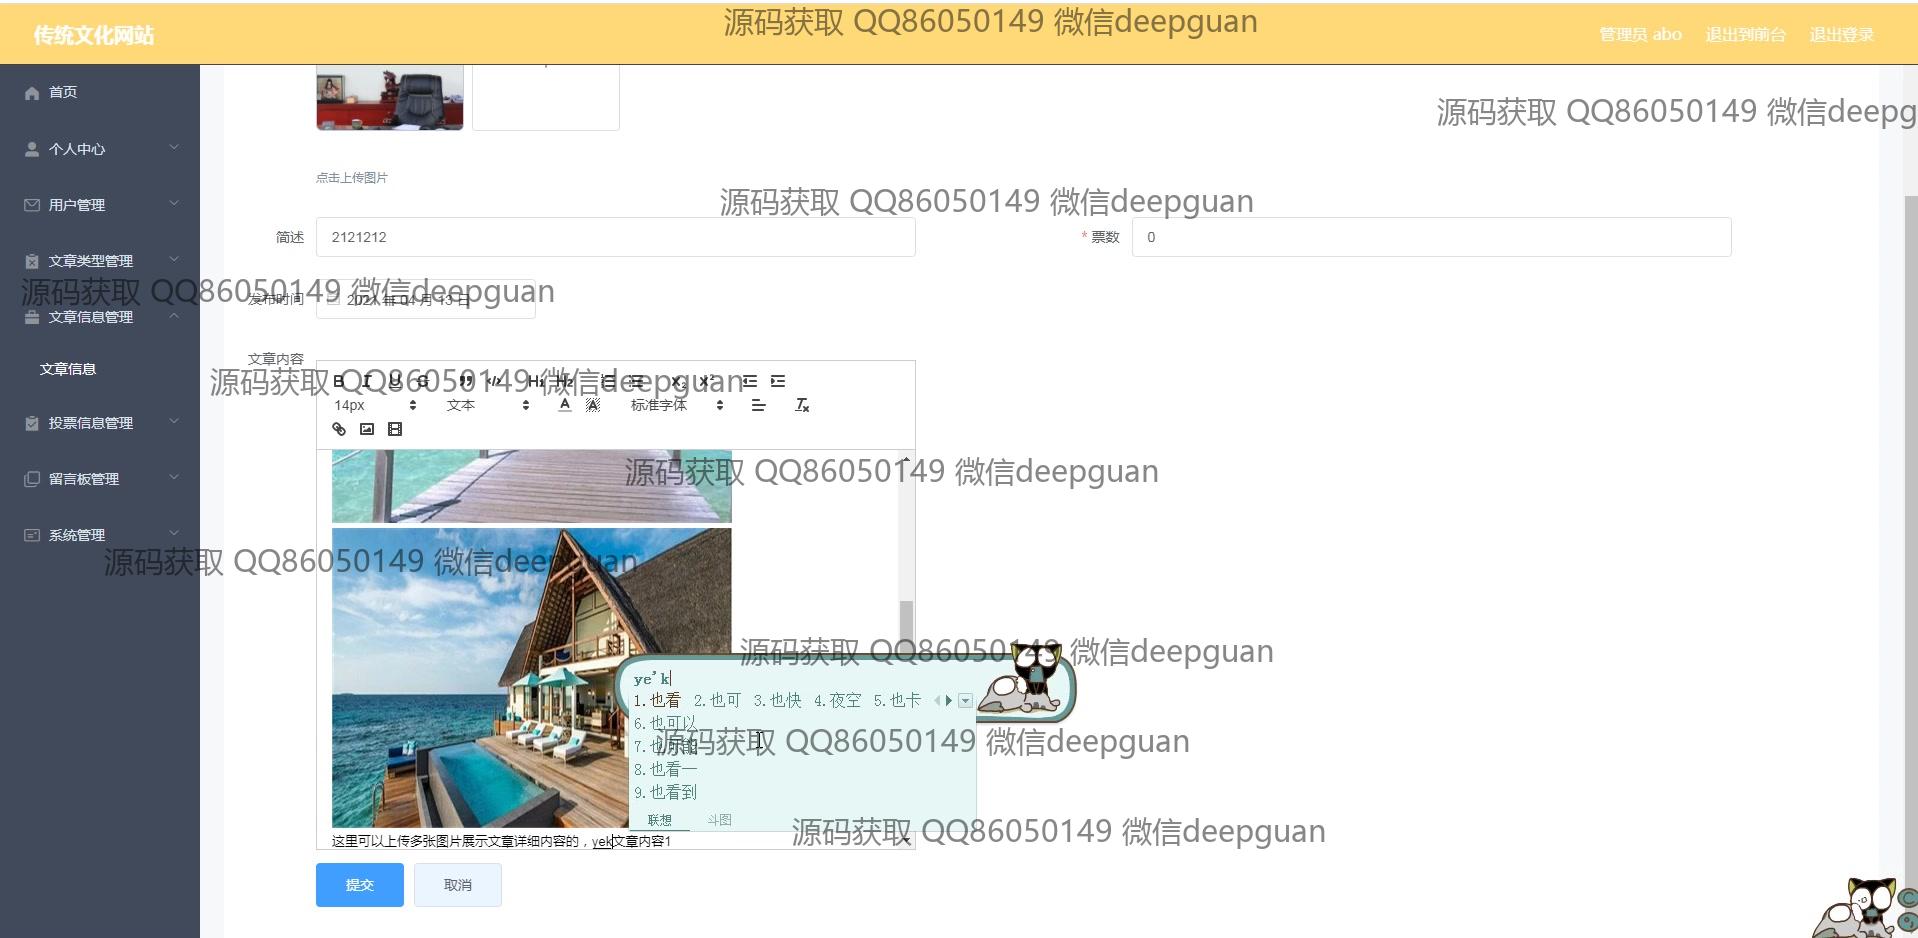 传统文化网站
源码获取 QQ86050149 微信deepguan
管理员 abo 退出到前台 退出登录
首页
源码获取 QQ86050149 微信deepg
个人中心
点击上传图片
用户管理
源码获取 QQ86050149 微信deepguan
简述 2121212
* 票数 0
文章类型管理
源码获取 QQ86050149 微信deepguan
发布时间 2021 年 04 月 13 日
文章信息管理
文章内容
文章信息
源码获取 QQ86050149 微信deepguan
B I U S ” </> H1 H2 X2 X2
14px 文本 A A 标准字体 Tx
投票信息管理
源码获取 QQ86050149 微信deepguan
留言板管理
系统管理
源码获取 QQ86050149 微信deepguan
源码获取 QQ86050149 微信deepguan
ye'k
1.也看 2.也可 3.也快 4.夜空 5.也卡
6.也可以
7.也可能
源码获取 QQ86050149 微信deepguan
8.也看一
9.也看到
联想 斗图
源码获取 QQ86050149 微信deepguan
这里可以上传多张图片展示文章详细内容的，yek文章内容1
提交 取消